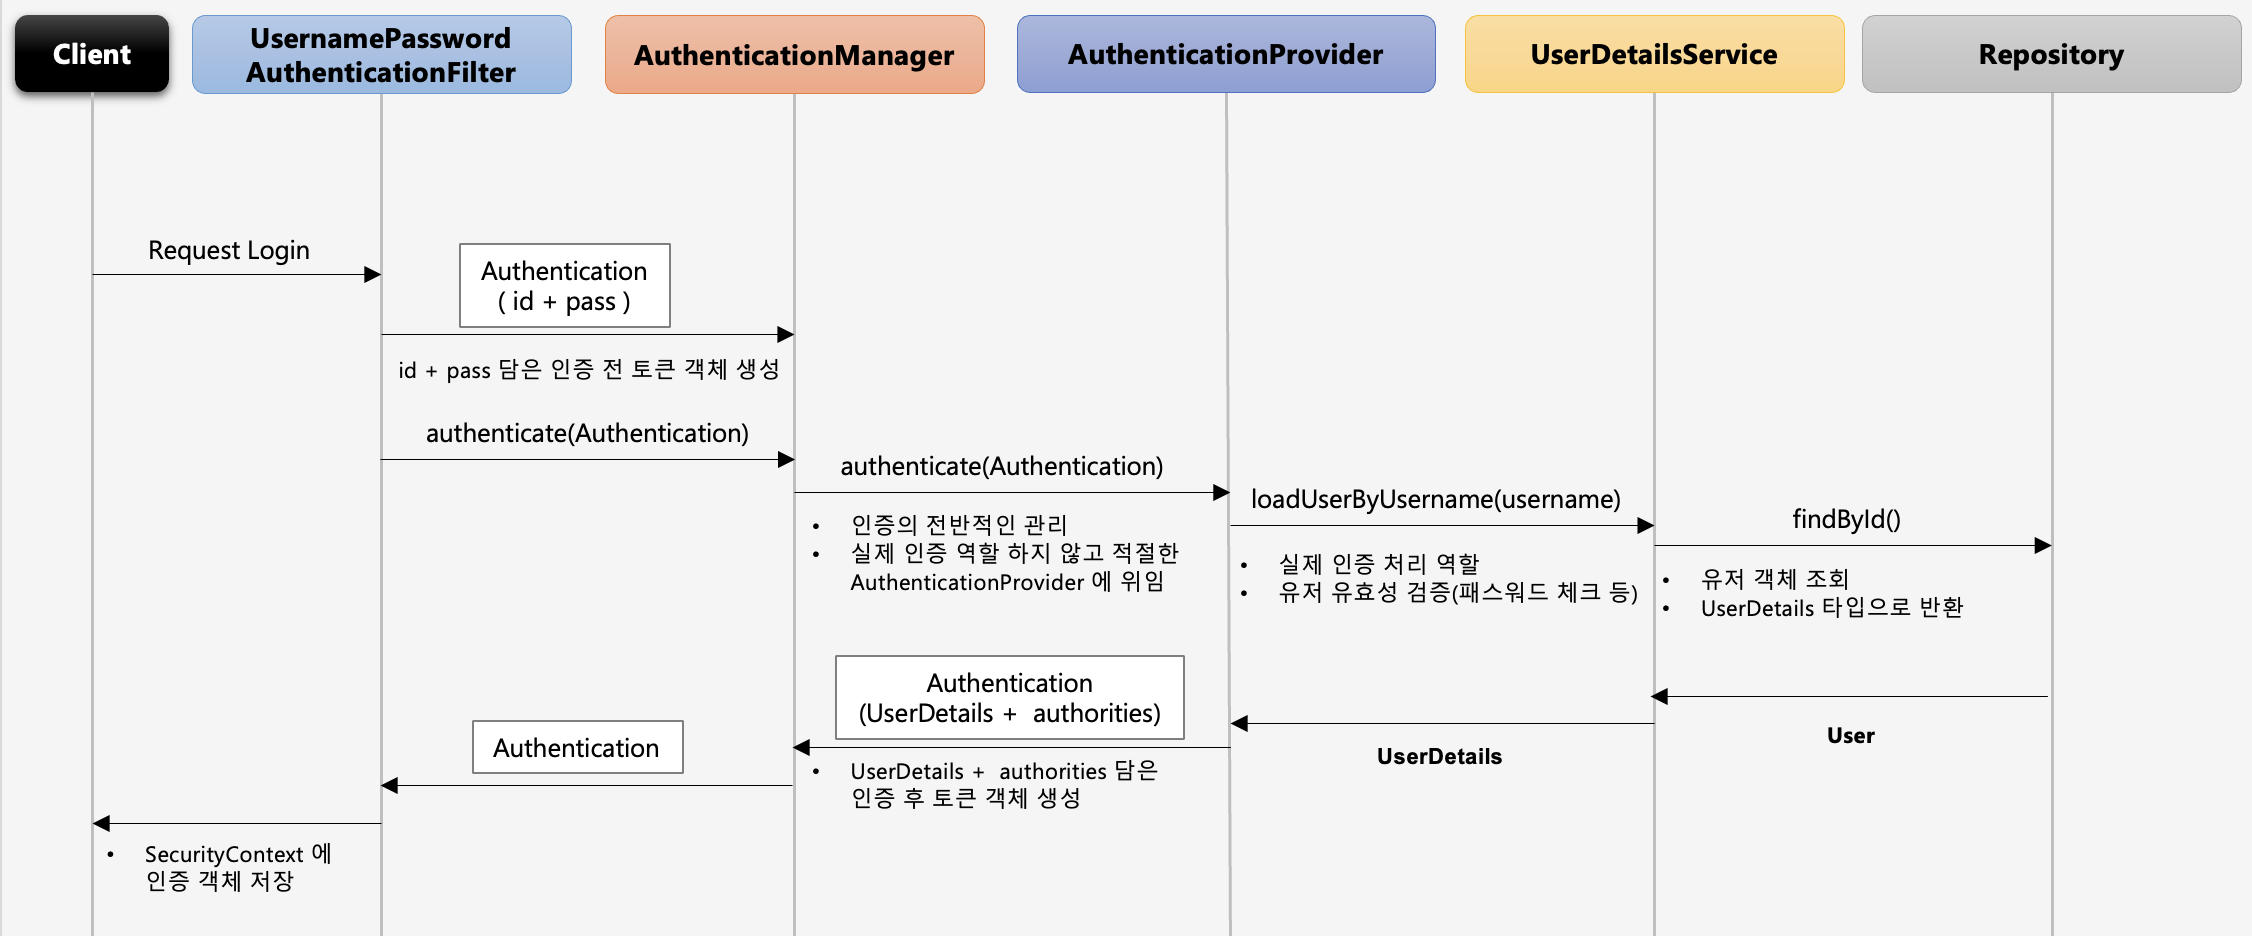 Client
UsernamePassword
AuthenticationFilter
AuthenticationManager
AuthenticationProvider
UserDetailsService
Repository
Request Login
Authentication
( id + pass )
id + pass 담은 인증 전 토큰 객체 생성
authenticate(Authentication)
authenticate(Authentication)
• 인증의 전반적인 관리
• 실제 인증 역할 하지 않고 적절한
AuthenticationProvider 에 위임
loadUserByUsername(username)
• 실제 인증 처리 역할
• 유저 유효성 검증(패스워드 체크 등)
findById()
• 유저 객체 조회
• UserDetails 타입으로 반환
User
UserDetails
Authentication
(UserDetails + authorities)
• UserDetails + authorities 담은
인증 후 토큰 객체 생성
Authentication
• SecurityContext 에
인증 객체 저장